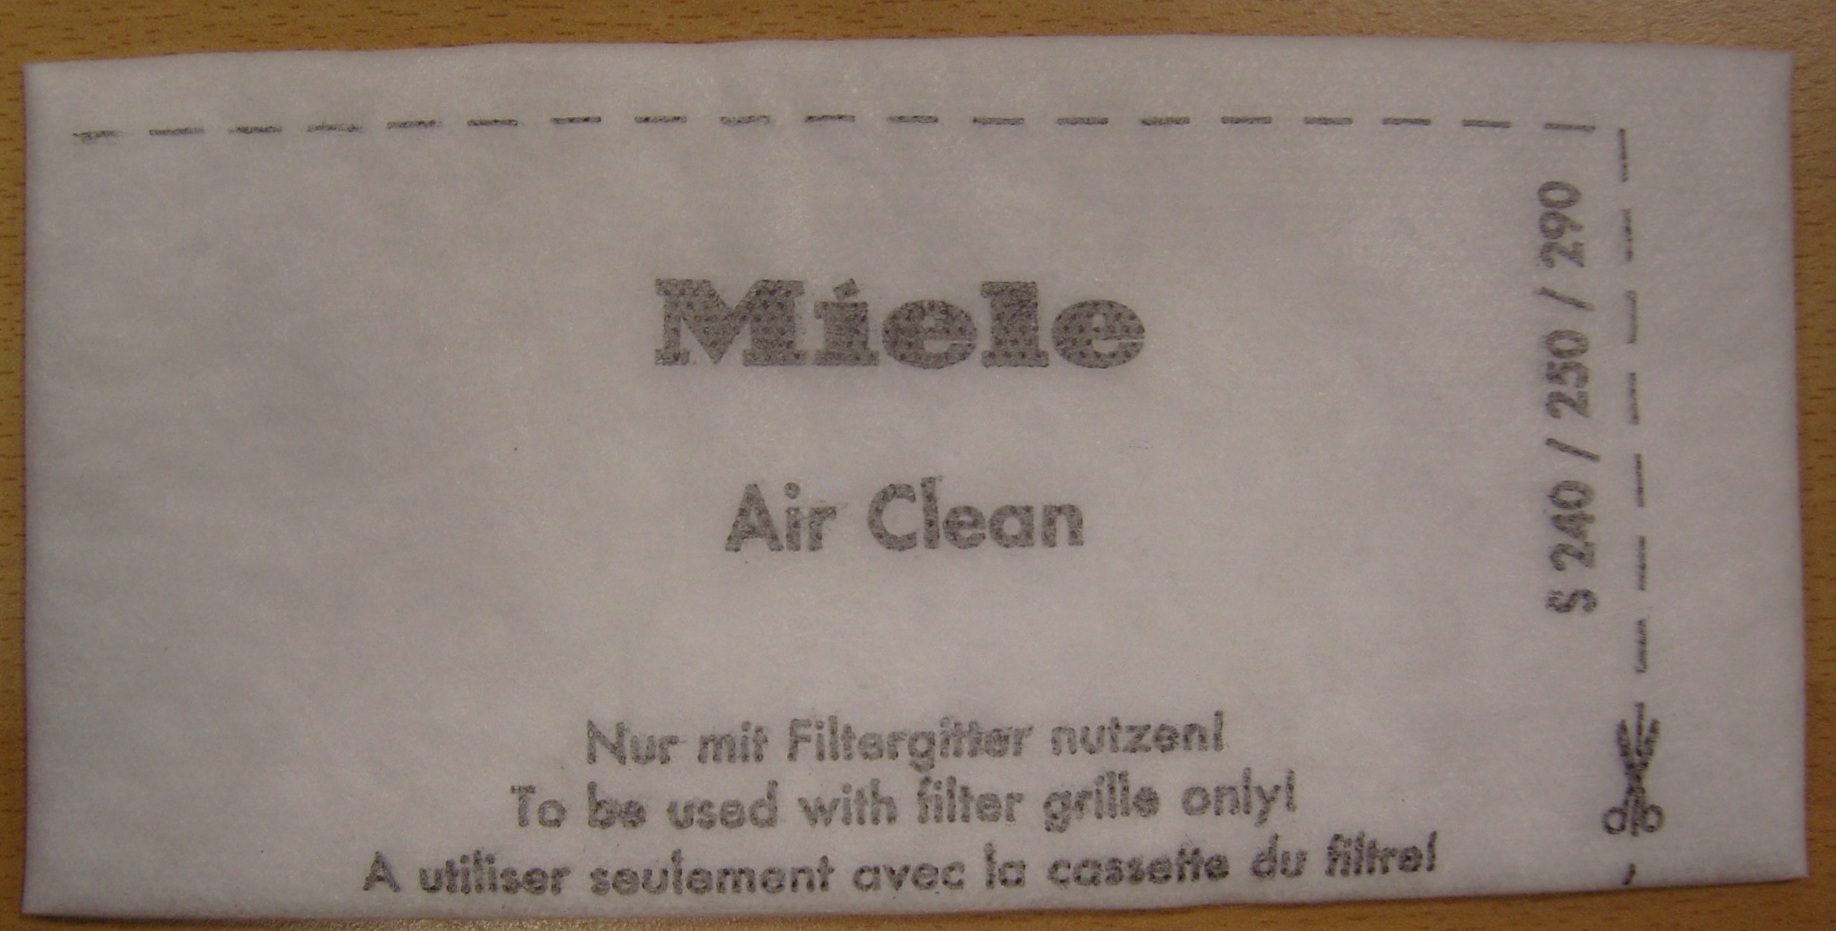 Miele
Air Clean
S 240 / 250 / 290
Nur mit Filtergitter nutzen!
To be used with filter grille only!
A utiliser seulement avec la cassette du filtre!